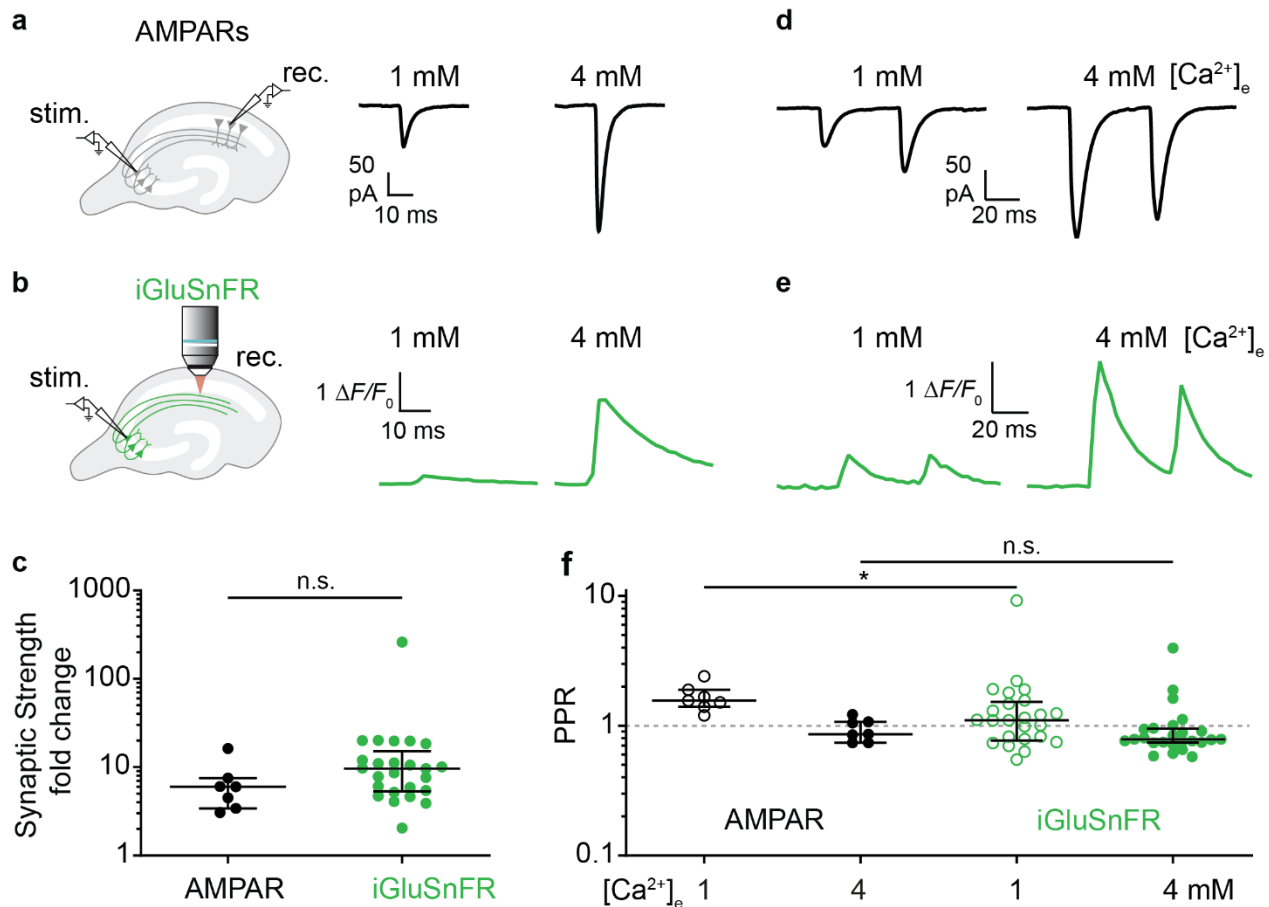 a
AMPARs
stim.
rec.
1 mM
4 mM
50
pA
10 ms
d
1 mM
4 mM [Ca²⁺]ₑ
50
pA
20 ms
b
iGluSnFR
stim.
rec.
1 mM
4 mM
1 ΔF/F₀
10 ms
e
1 mM
4 mM [Ca²⁺]ₑ
1 ΔF/F₀
20 ms
c
Synaptic Strength
fold change
1000
100
10
1
n.s.
AMPAR
iGluSnFR
f
PPR
10
1
0.1
n.s.
*
AMPAR
iGluSnFR
[Ca²⁺]ₑ 1 4 1 4 mM